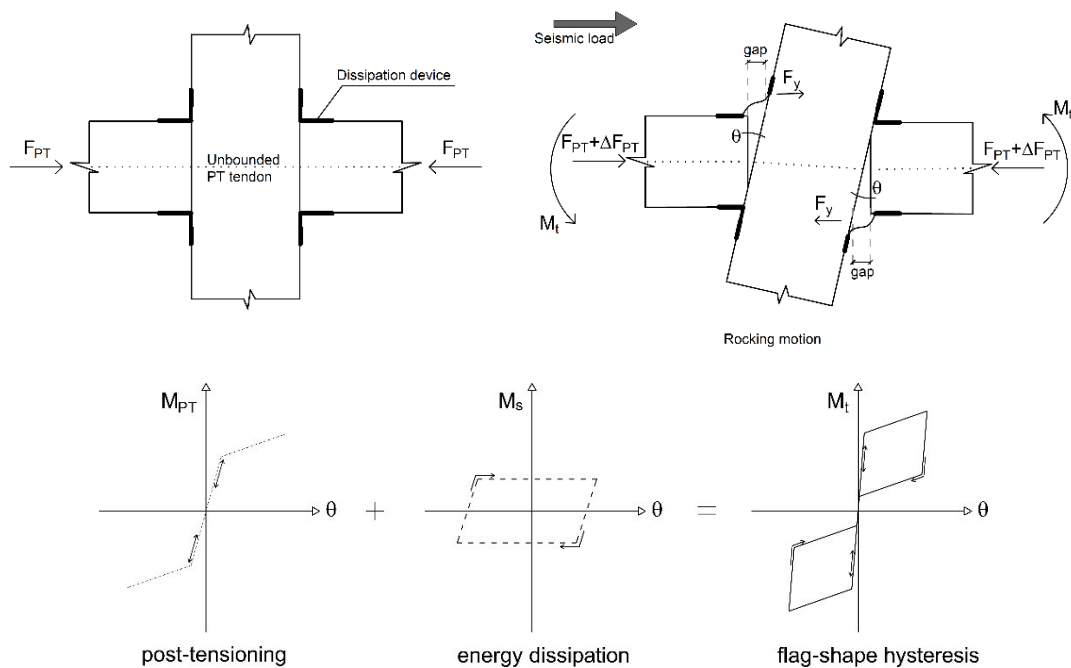 Dissipation device
Unbounded
PT tendon
F_PT
F_PT
Seismic load
gap
F_y
θ
F_PT+ΔF_PT
M_t
M_t
F_PT+ΔF_PT
θ
F_y
gap
Rocking motion
M_PT
θ
+
M_s
θ
=
M_t
θ
post-tensioning
energy dissipation
flag-shape hysteresis